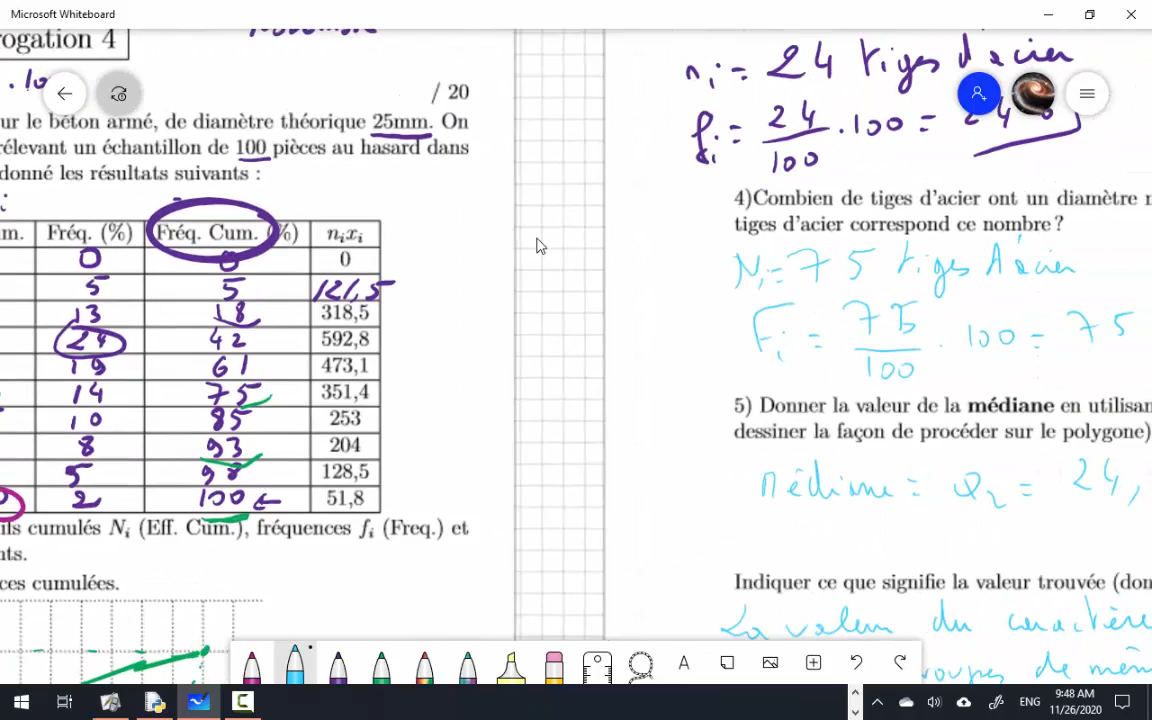 Microsoft Whiteboard
rogation 4
/ 20
ur le béton armé, de diamètre théorique 25mm. On
rélevant un échantillon de 100 pièces au hasard dans
donné les résultats suivants :
m. Fréq. (%) Fréq. Cum. (%) nixi
0 0 0
5 5 121,5
13 18 318,5
24 42 592,8
19 61 473,1
14 75 351,4
10 85 253
8 93 204
5 98 128,5
2 100 ← 51,8
ils cumulés Ni (Eff. Cum.), fréquences fi (Freq.) et
nts.
ces cumulées.
ni = 24 tiges d'acier
fi = 24/100 . 100 =
4)Combien de tiges d'acier ont un diamètre
tiges d'acier correspond ce nombre ?
Ni = 75 tiges d'acier
Fi = 75/100 . 100 = 75
5) Donner la valeur de la médiane en utilisan
dessiner la façon de procéder sur le polygone)
médiane = Q2 = 24,
Indiquer ce que signifie la valeur trouvée (don
La valeur du caractère
de mêm
ENG
9:48 AM
11/26/2020